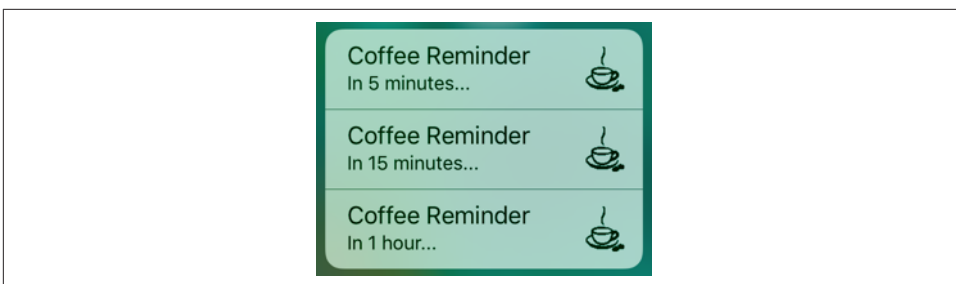 Coffee Reminder
In 5 minutes...
Coffee Reminder
In 15 minutes...
Coffee Reminder
In 1 hour...